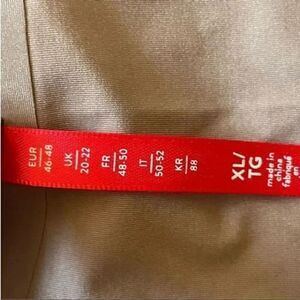 EUR
46-48
UK
20-22
FR
48-50
IT
50-52
KR
88
XL/
TG
made in
china
fabriqué
en